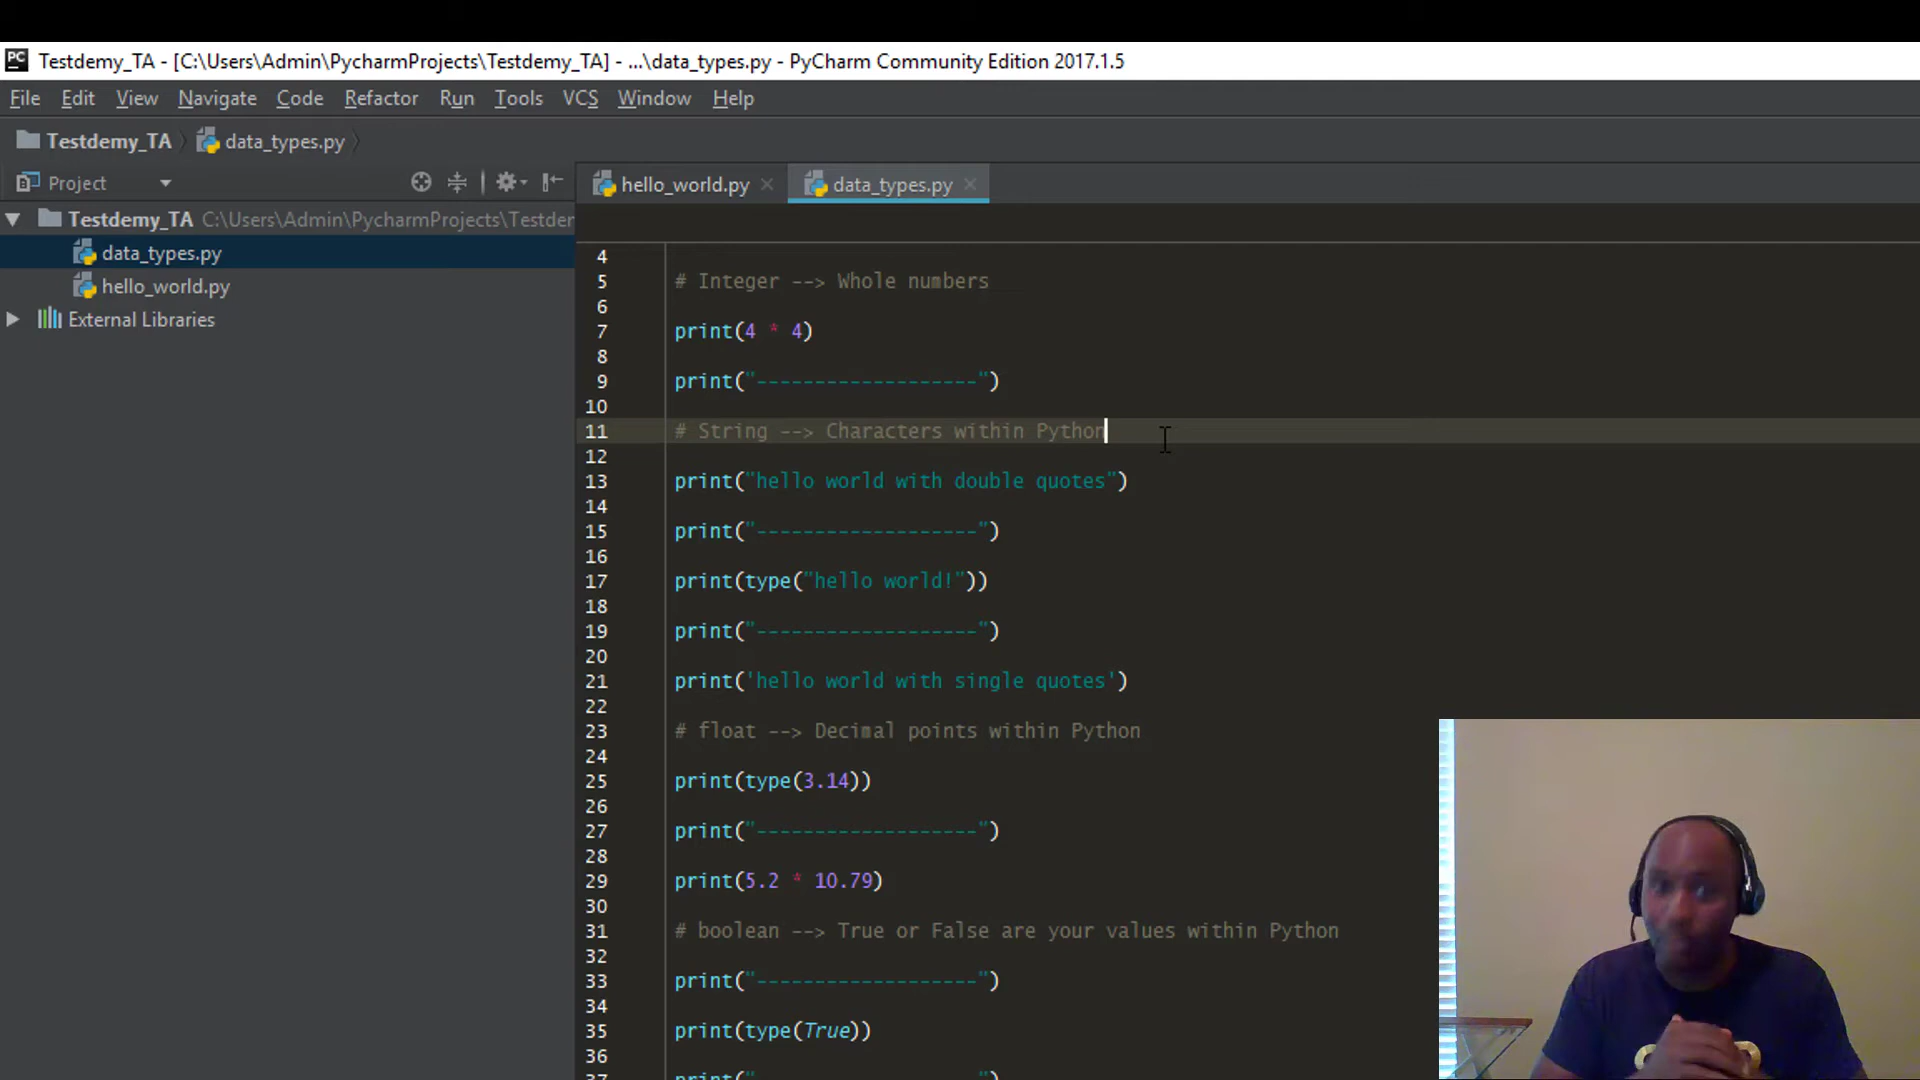 PC Testdemy_TA - [C:\Users\Admin\PycharmProjects\Testdemy_TA] - ...\data_types.py - PyCharm Community Edition 2017.1.5
File Edit View Navigate Code Refactor Run Tools VCS Window Help
Testdemy_TA data_types.py
Project
hello_world.py data_types.py
Testdemy_TA C:\Users\Admin\PycharmProjects\Testder
data_types.py
hello_world.py
External Libraries
4
5 # Integer --> Whole numbers
6
7 print(4 * 4)
8
9 print("-------------------")
10
11 # String --> Characters within Python
12
13 print("hello world with double quotes")
14
15 print("-------------------")
16
17 print(type("hello world!"))
18
19 print("-------------------")
20
21 print('hello world with single quotes')
22
23 # float --> Decimal points within Python
24
25 print(type(3.14))
26
27 print("-------------------")
28
29 print(5.2 * 10.79)
30
31 # boolean --> True or False are your values within Python
32
33 print("-------------------")
34
35 print(type(True))
36
37 print("-------------------")